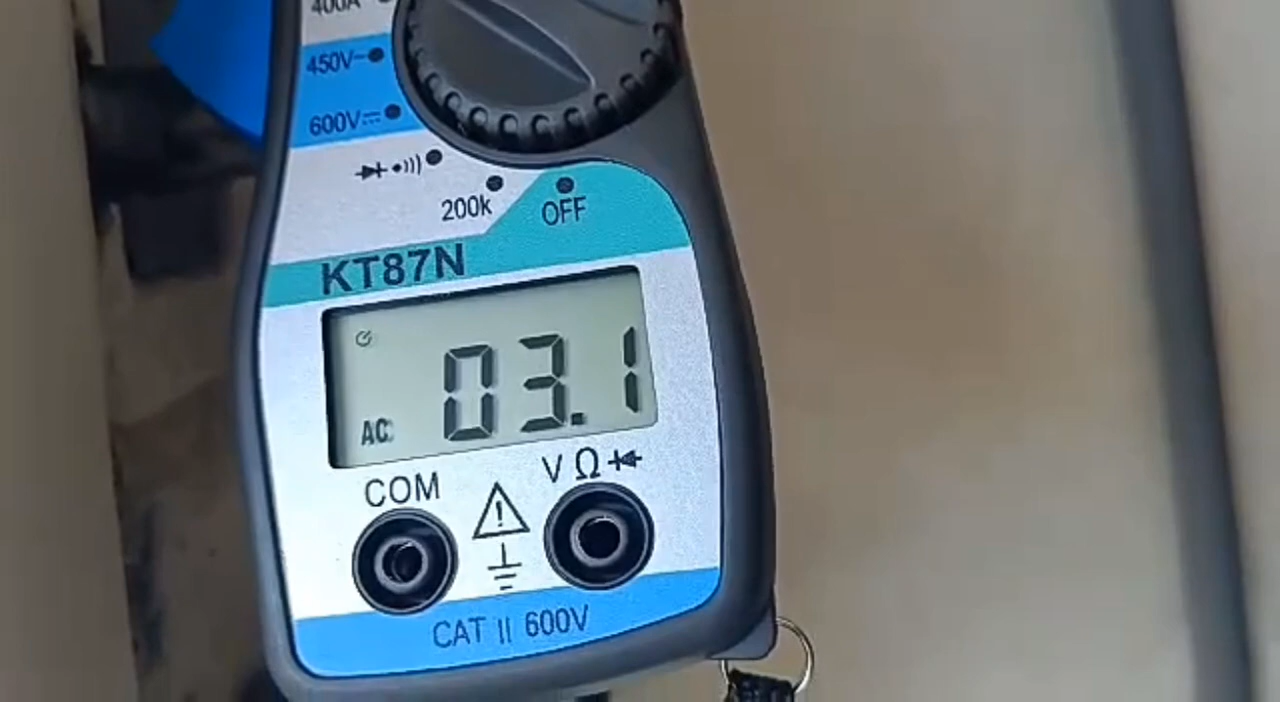 400A
450V~
600V⎓
200k
OFF
KT87N
03.1
AC
COM
V Ω
CAT II 600V